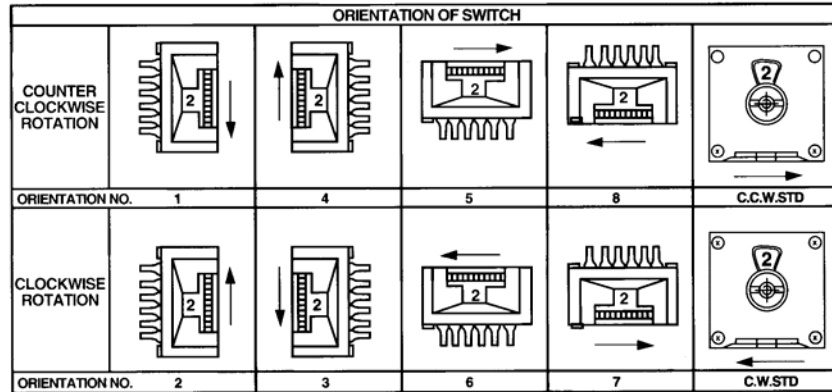 ORIENTATION OF SWITCH
COUNTER
CLOCKWISE
ROTATION
2
2
2
2
2
ORIENTATION NO. 1 4 5 8 C.C.W.STD
CLOCKWISE
ROTATION
2
2
2
2
2
ORIENTATION NO. 2 3 6 7 C.W.STD